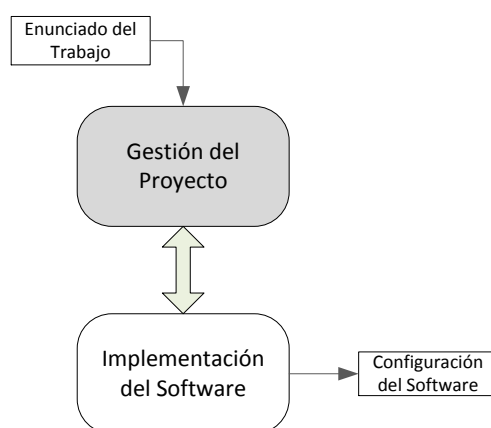 Enunciado del
Trabajo
Gestión del
Proyecto
Implementación
del Software
Configuración
del Software